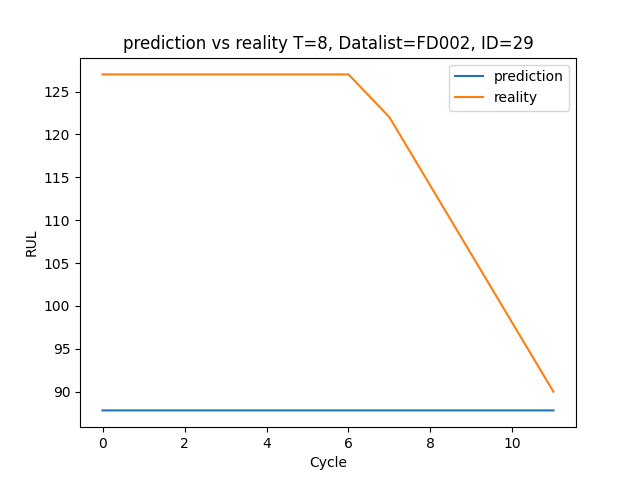 prediction vs reality T=8, Datalist=FD002, ID=29
prediction
reality
RUL
125
120
115
110
105
100
95
90
0 2 4 6 8 10
Cycle